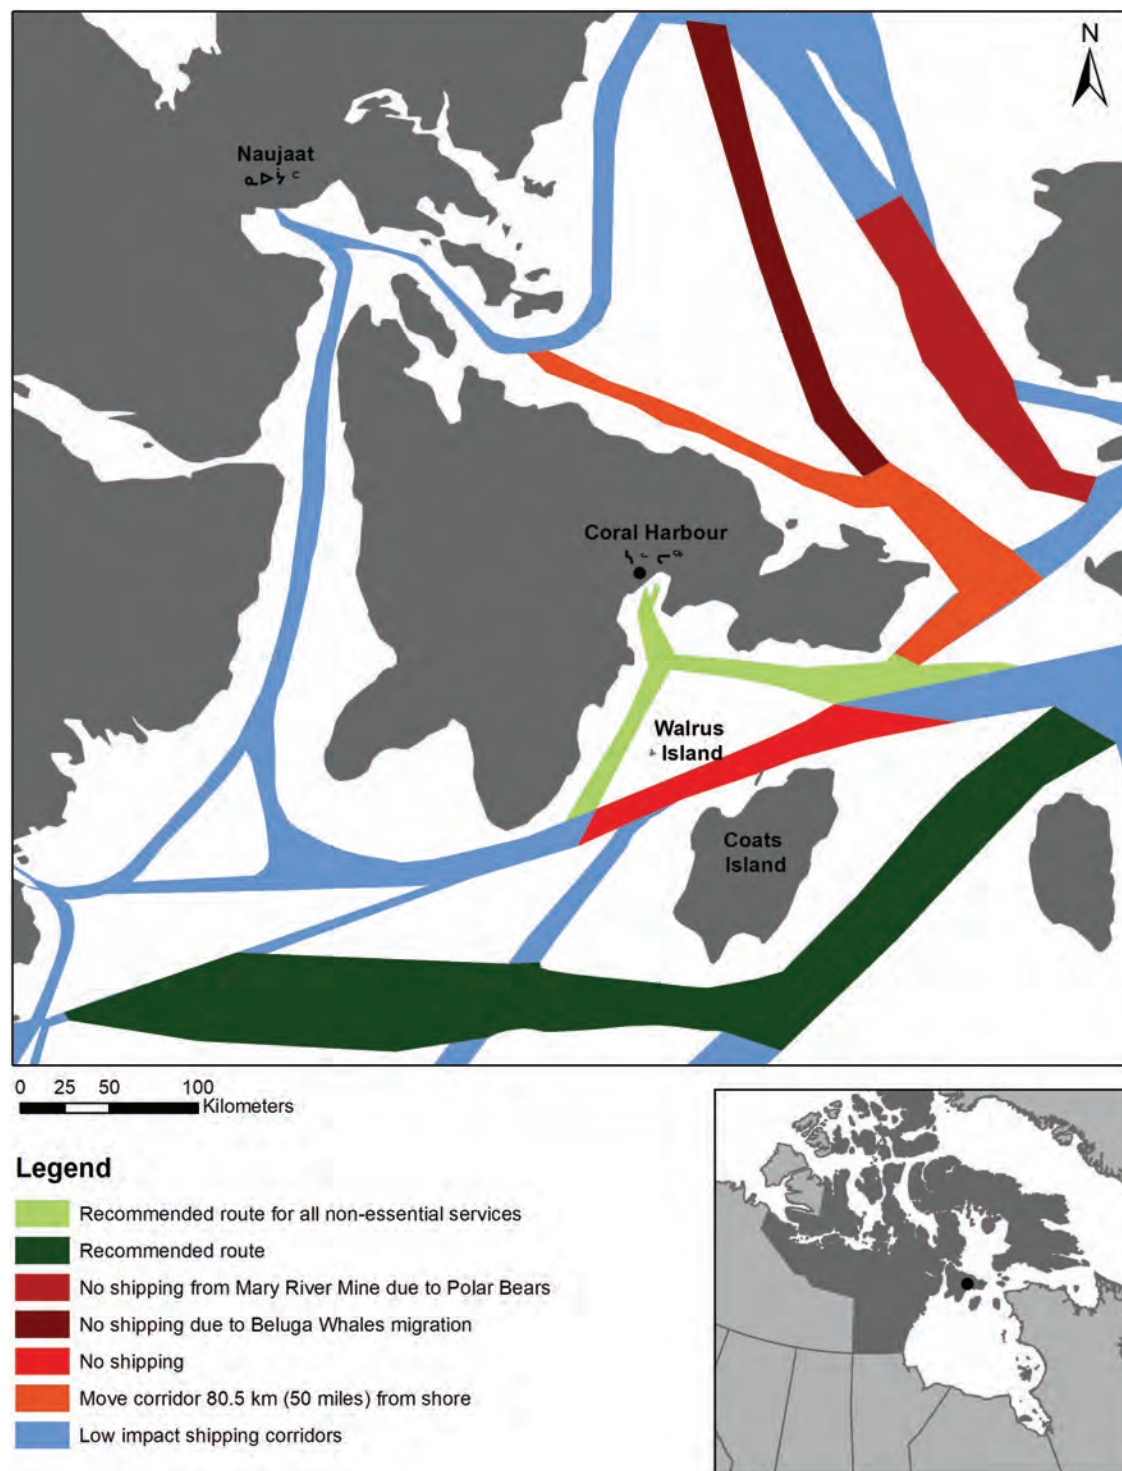 N
Naujaat
ᓇᐅᔮᑦ
Coral Harbour
Walrus
Island
Coats
Island
0 25 50 100
Kilometers
Legend
Recommended route for all non-essential services
Recommended route
No shipping from Mary River Mine due to Polar Bears
No shipping due to Beluga Whales migration
No shipping
Move corridor 80.5 km (50 miles) from shore
Low impact shipping corridors